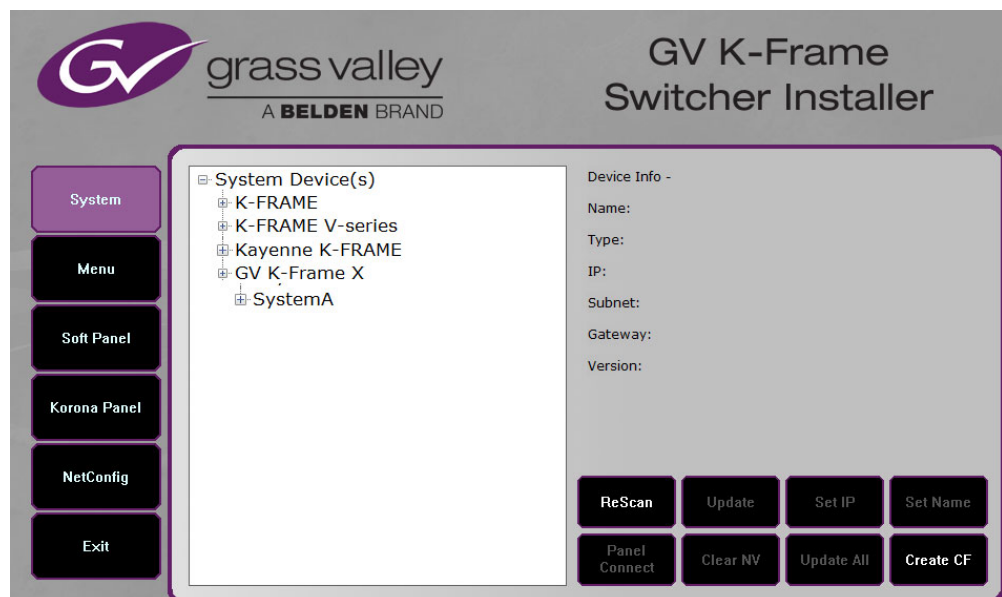 GV
grass valley
A BELDEN BRAND
GV K-Frame
Switcher Installer
System
Menu
Soft Panel
Korona Panel
NetConfig
Exit
System Device(s)
K-FRAME
K-FRAME V-series
Kayenne K-FRAME
GV K-Frame X
SystemA
Device Info -
Name:
Type:
IP:
Subnet:
Gateway:
Version:
ReScan
Update
Set IP
Set Name
Panel
Connect
Clear NV
Update All
Create CF